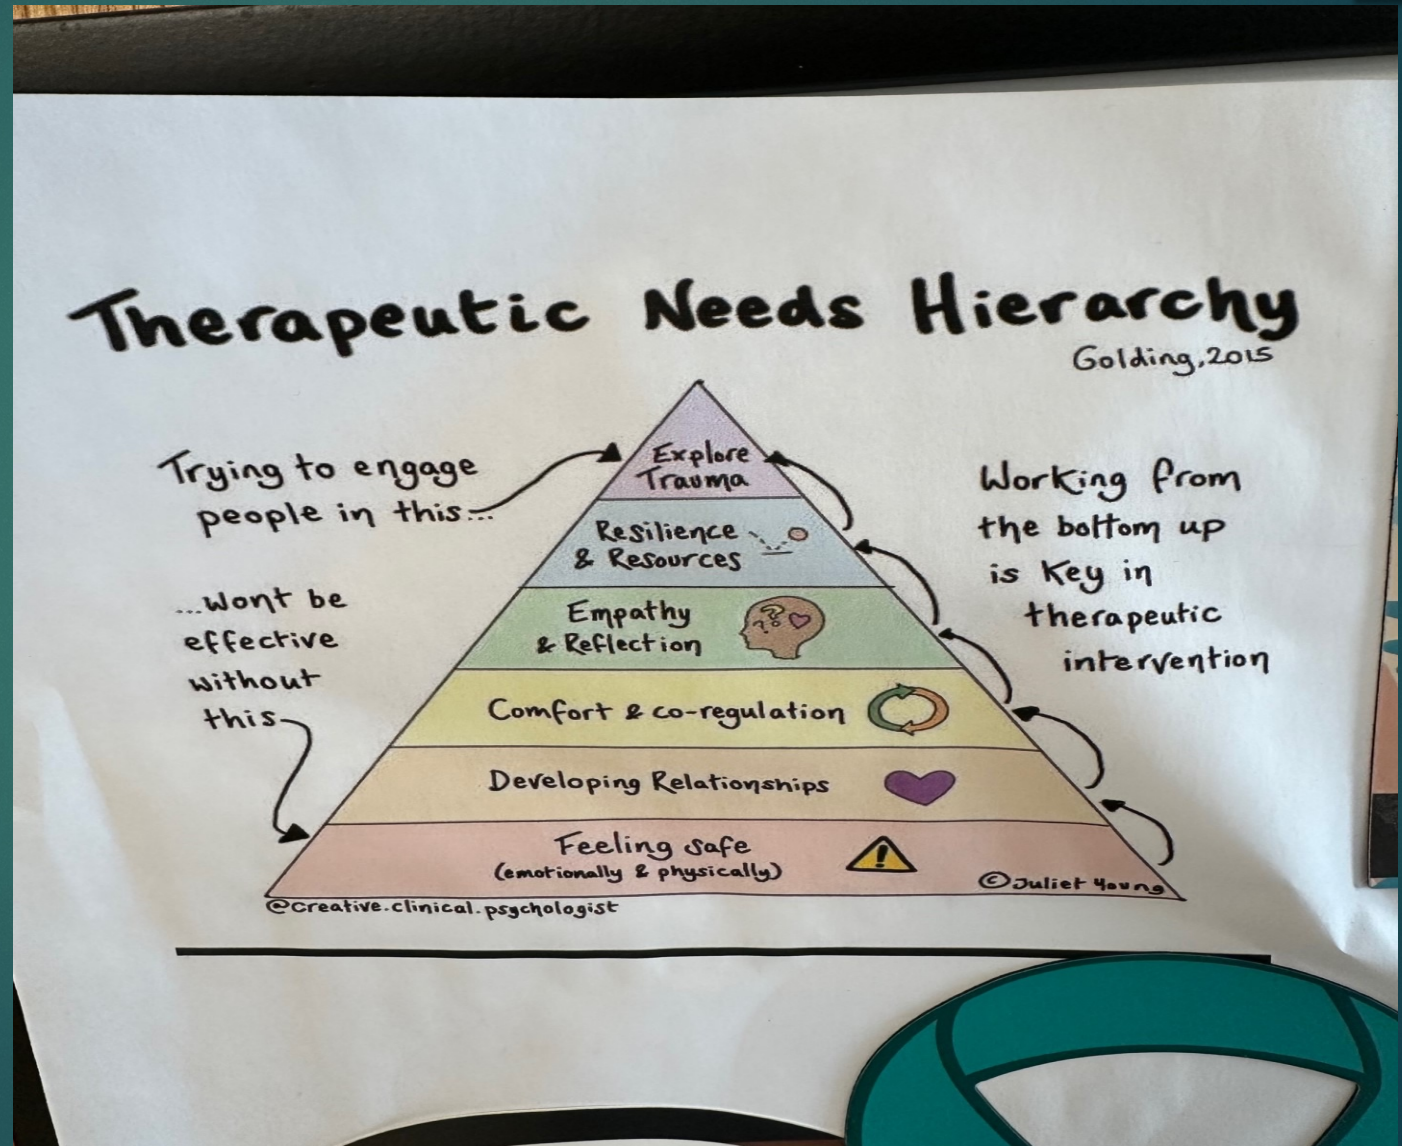 Therapeutic Needs Hierarchy
Golding, 2015
Trying to engage
people in this...
...wont be
effective
without
this
Explore
Trauma
Resilience
& Resources
Empathy
& Reflection
Comfort & co-regulation
Developing Relationships
Feeling safe
(emotionally & physically)
©Juliet Young
@creative.clinical.psychologist
Working from
the bottom up
is key in
therapeutic
intervention